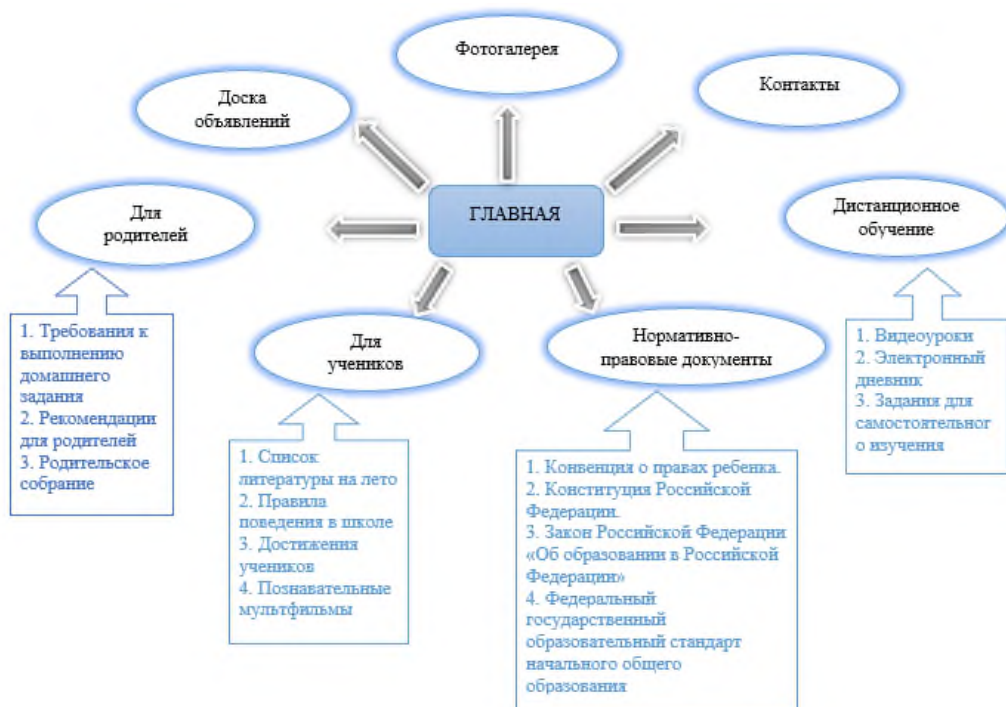 Фотогалерея
Доска
объявлений
Контакты
Для
родителей
ГЛАВНАЯ
Дистанционное
обучение
Для
учеников
Нормативно-
правовые документы
1. Требования к
выполнению
домашнего
задания
2. Рекомендации
для родителей
3. Родительское
собрание
1. Список
литературы на лето
2. Правила
поведения в школе
3. Достижения
учеников
4. Познавательные
мультфильмы
1. Конвенция о правах ребенка.
2. Конституция Российской
Федерации.
3. Закон Российской Федерации
«Об образовании в Российской
Федерации»
4. Федеральный
государственный
образовательный стандарт
начального общего
образования
1. Видеоуроки
2. Электронный
дневник
3. Задания для
самостоятельног
о изучения